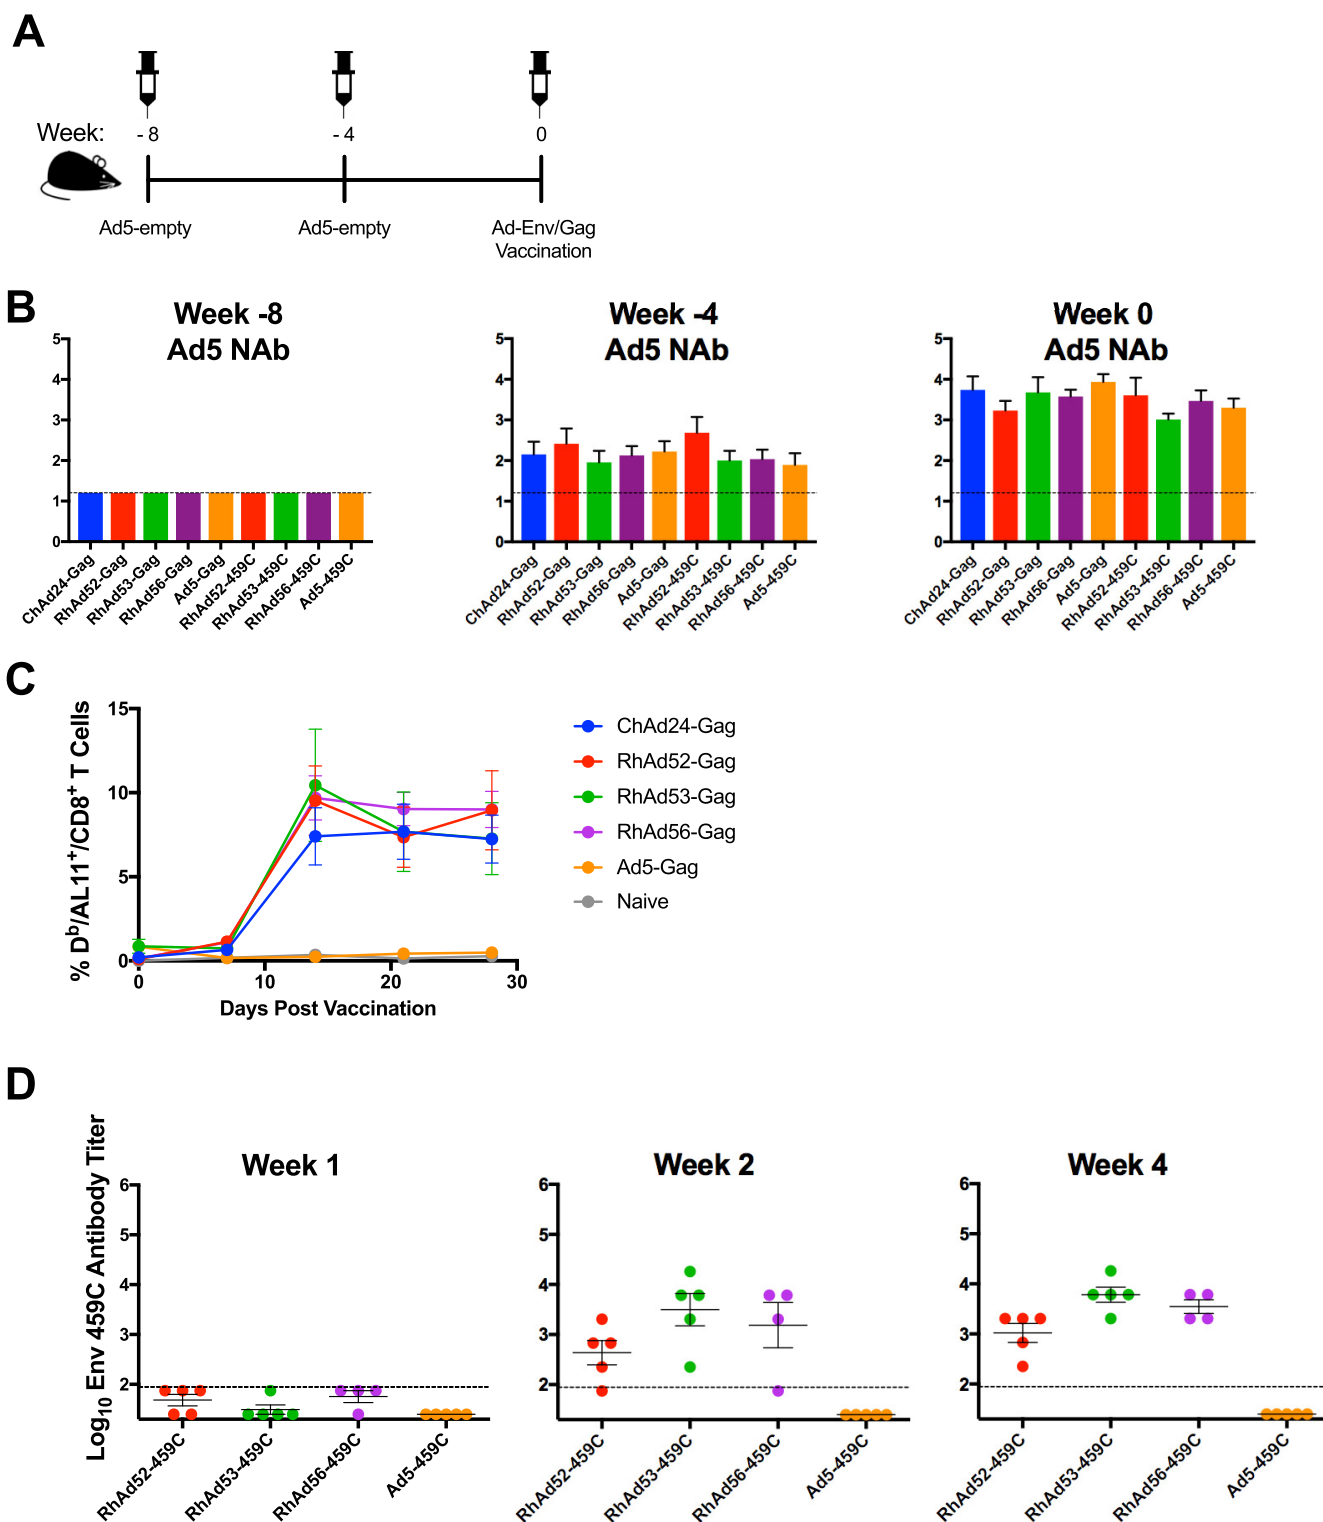 A
Week:
- 8
- 4
0
Ad5-empty
Ad5-empty
Ad-Env/Gag
Vaccination
B
Week -8
Ad5 NAb
5
4
3
2
1
0
ChAd24-Gag
RhAd52-Gag
RhAd53-Gag
RhAd56-Gag
Ad5-Gag
RhAd52-459C
RhAd53-459C
RhAd56-459C
Ad5-459C
Week -4
Ad5 NAb
5
4
3
2
1
0
ChAd24-Gag
RhAd52-Gag
RhAd53-Gag
RhAd56-Gag
Ad5-Gag
RhAd52-459C
RhAd53-459C
RhAd56-459C
Ad5-459C
Week 0
Ad5 NAb
5
4
3
2
1
0
ChAd24-Gag
RhAd52-Gag
RhAd53-Gag
RhAd56-Gag
Ad5-Gag
RhAd52-459C
RhAd53-459C
RhAd56-459C
Ad5-459C
C
% Dᵇ/AL11⁺/CD8⁺ T Cells
15
10
5
0
0
10
20
30
Days Post Vaccination
ChAd24-Gag
RhAd52-Gag
RhAd53-Gag
RhAd56-Gag
Ad5-Gag
Naive
D
Log₁₀ Env 459C Antibody Titer
Week 1
6
5
4
3
2
RhAd52-459C
RhAd53-459C
RhAd56-459C
Ad5-459C
Week 2
6
5
4
3
2
RhAd52-459C
RhAd53-459C
RhAd56-459C
Ad5-459C
Week 4
6
5
4
3
2
RhAd52-459C
RhAd53-459C
RhAd56-459C
Ad5-459C